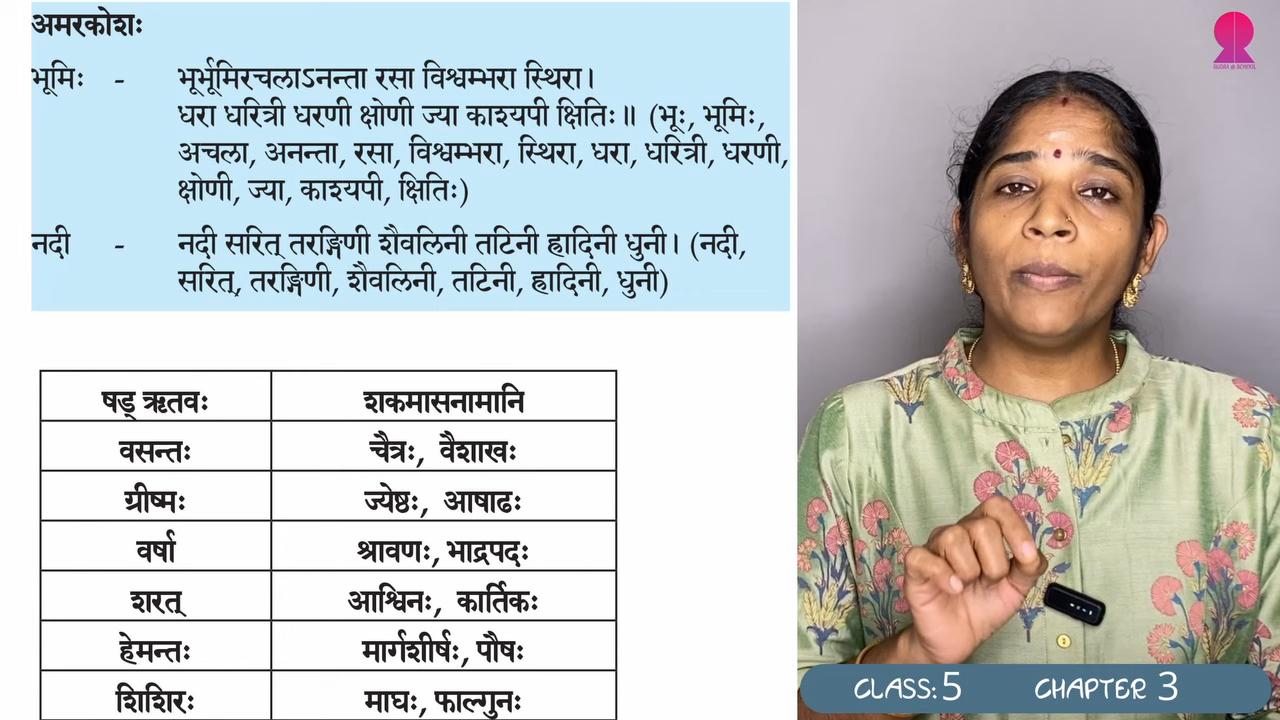 अमरकोशः
भूमिः - भूर्भूमिरचलाऽनन्ता रसा विश्वम्भरा स्थिरा।
धरा धरित्री धरणी क्षोणी ज्या काश्यपी क्षितिः॥ (भूः, भूमिः,
अचला, अनन्ता, रसा, विश्वम्भरा, स्थिरा, धरा, धरित्री, धरणी,
क्षोणी, ज्या, काश्यपी, क्षितिः)
नदी - नदी सरित् तरङ्गिणी शैवलिनी तटिनी ह्रादिनी धुनी। (नदी,
सरित्, तरङ्गिणी, शैवलिनी, तटिनी, ह्रादिनी, धुनी)
षड् ऋतवः शकमासनामानि
वसन्तः चैत्रः, वैशाखः
ग्रीष्मः ज्येष्ठः, आषाढः
वर्षा श्रावणः, भाद्रपदः
शरत् आश्विनः, कार्तिकः
हेमन्तः मार्गशीर्षः, पौषः
शिशिरः माघः, फाल्गुनः
RUDRA @ SCHOOL
CLASS: 5 CHAPTER 3